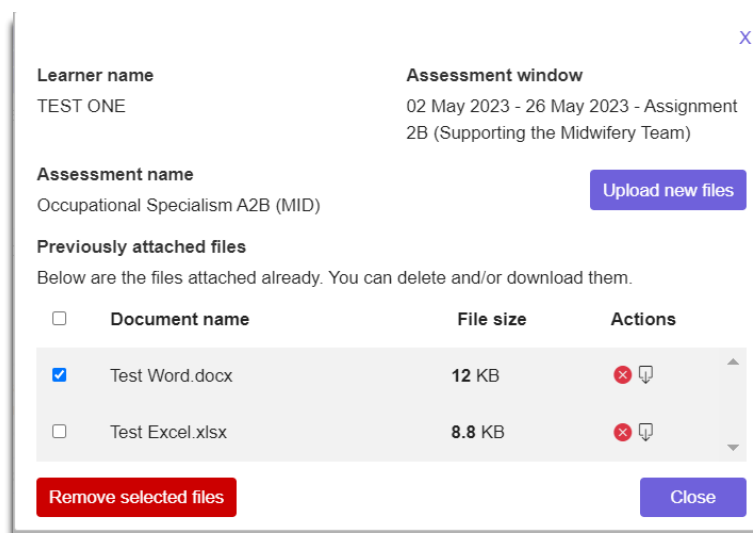 X
Learner name
Assessment window
TEST ONE
02 May 2023 - 26 May 2023 - Assignment
2B (Supporting the Midwifery Team)
Assessment name
Occupational Specialism A2B (MID)
Upload new files
Previously attached files
Below are the files attached already. You can delete and/or download them.
Document name File size Actions
Test Word.docx 12 KB
Test Excel.xlsx 8.8 KB
Remove selected files
Close